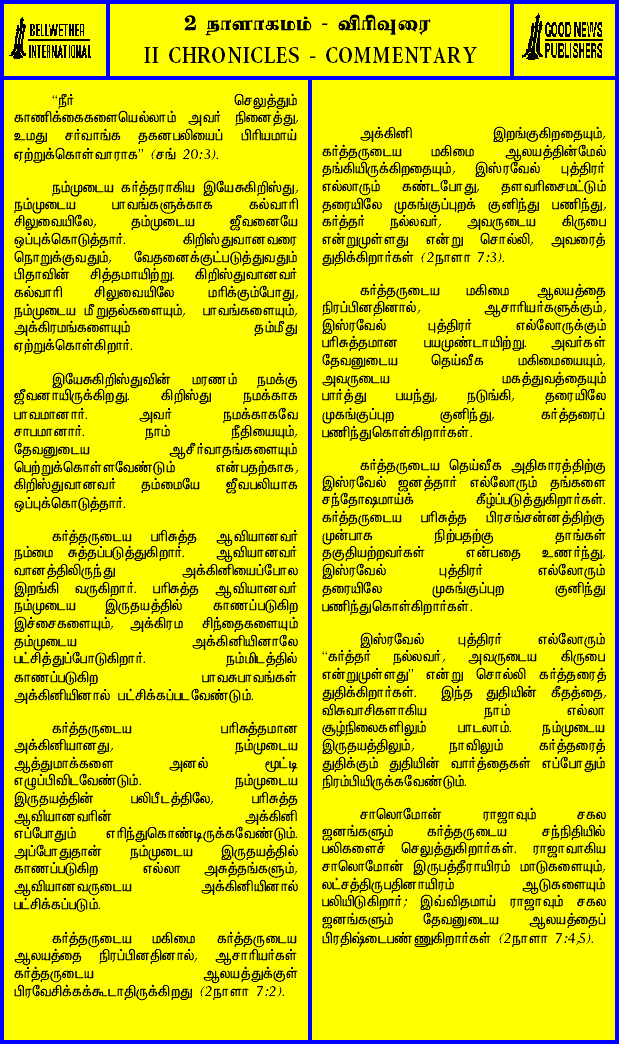 BELLWETHER
INTERNATIONAL
2 நாளாகமம் - விரிவுரை
II CHRONICLES - COMMENTARY
GOOD NEWS
PUBLISHERS
“நீர் செலுத்தும்
காணிக்கைகளையெல்லாம் அவர் நினைத்து,
உமது சர்வாங்க தகனபலியைப் பிரியமாய்
ஏற்றுக்கொள்வாராக” (சங் 20:3).
நம்முடைய கர்த்தராகிய இயேசுகிறிஸ்து,
நம்முடைய பாவங்களுக்காக கல்வாரி
சிலுவையிலே, தம்முடைய ஜீவனையே
ஒப்புக்கொடுத்தார். கிறிஸ்துவானவரை
நொறுக்குவதும், வேதனைக்குட்படுத்துவதும்
பிதாவின் சித்தமாயிற்று. கிறிஸ்துவானவர்
கல்வாரி சிலுவையிலே மரிக்கும்போது,
நம்முடைய மீறுதல்களையும், பாவங்களையும்,
அக்கிரமங்களையும் தம்மீது
ஏற்றுக்கொள்கிறார்.
இயேசுகிறிஸ்துவின் மரணம் நமக்கு
ஜீவனாயிருக்கிறது. கிறிஸ்து நமக்காக
பாவமானார். அவர் நமக்காகவே
சாபமானார். நாம் நீதியையும்,
தேவனுடைய ஆசீர்வாதங்களையும்
பெற்றுக்கொள்ளவேண்டும் என்பதற்காக,
கிறிஸ்துவானவர் தம்மையே ஜீவபலியாக
ஒப்புக்கொடுத்தார்.
கர்த்தருடைய பரிசுத்த ஆவியானவர்
நம்மை சுத்தப்படுத்துகிறார். ஆவியானவர்
வானத்திலிருந்து அக்கினியைப்போல
இறங்கி வருகிறார். பரிசுத்த ஆவியானவர்
நம்முடைய இருதயத்தில் காணப்படுகிற
இச்சைகளையும், அக்கிரம சிந்தைகளையும்
தம்முடைய அக்கினியினாலே
பட்சித்துப்போடுகிறார். நம்மிடத்தில்
காணப்படுகிற பாவசுபாவங்கள்
அக்கினியினால் பட்சிக்கப்படவேண்டும்.
கர்த்தருடைய பரிசுத்தமான
அக்கினியானது, நம்முடைய
ஆத்துமாக்களை அனல் மூட்டி
எழுப்பிவிடவேண்டும். நம்முடைய
இருதயத்தின் பலிபீடத்திலே, பரிசுத்த
ஆவியானவரின் அக்கினி
எப்போதும் எரிந்துகொண்டிருக்கவேண்டும்.
அப்போதுதான் நம்முடைய இருதயத்தில்
காணப்படுகிற எல்லா அசுத்தங்களும்,
ஆவியானவருடைய அக்கினியினால்
பட்சிக்கப்படும்.
கர்த்தருடைய மகிமை கர்த்தருடைய
ஆலயத்தை நிரப்பினதினால், ஆசாரியர்கள்
கர்த்தருடைய ஆலயத்துக்குள்
பிரவேசிக்கக்கூடாதிருக்கிறது (2நாளா 7:2).
அக்கினி இறங்குகிறதையும்,
கர்த்தருடைய மகிமை ஆலயத்தின்மேல்
தங்கியிருக்கிறதையும், இஸ்ரவேல் புத்திரர்
எல்லாரும் கண்டபோது, தளவரிசைமட்டும்
தரையிலே முகங்குப்புறக் குனிந்து பணிந்து,
கர்த்தர் நல்லவர், அவருடைய கிருபை
என்றுமுள்ளது என்று சொல்லி, அவரைத்
துதிக்கிறார்கள் (2நாளா 7:3).
கர்த்தருடைய மகிமை ஆலயத்தை
நிரப்பினதினால், ஆசாரியர்களுக்கும்,
இஸ்ரவேல் புத்திரர் எல்லோருக்கும்
பரிசுத்தமான பயமுண்டாயிற்று. அவர்கள்
தேவனுடைய தெய்வீக மகிமையையும்,
அவருடைய மகத்துவத்தையும்
பார்த்து பயந்து, நடுங்கி, தரையிலே
முகங்குப்புற குனிந்து, கர்த்தரைப்
பணிந்துகொள்கிறார்கள்.
கர்த்தருடைய தெய்வீக அதிகாரத்திற்கு
இஸ்ரவேல் ஜனத்தார் எல்லோரும் தங்களை
சந்தோஷமாய்க் கீழ்ப்படுத்துகிறார்கள்.
கர்த்தருடைய பரிசுத்த பிரசங்சன்னத்திற்கு
முன்பாக நிற்பதற்கு தாங்கள்
தகுதியற்றவர்கள் என்பதை உணர்ந்து,
இஸ்ரவேல் புத்திரர் எல்லோரும்
தரையிலே முகங்குப்புற குனிந்து
பணிந்துகொள்கிறார்கள்.
இஸ்ரவேல் புத்திரர் எல்லோரும்
“கர்த்தர் நல்லவர், அவருடைய கிருபை
என்றுமுள்ளது” என்று சொல்லி கர்த்தரைத்
துதிக்கிறார்கள். இந்த துதியின் கீதத்தை,
விசுவாசிகளாகிய நாம் எல்லா
சூழ்நிலைகளிலும் பாடலாம். நம்முடைய
இருதயத்திலும், நாவிலும் கர்த்தரைத்
துதிக்கும் துதியின் வார்த்தைகள் எப்போதும்
நிரம்பியிருக்கவேண்டும்.
சாலொமோன் ராஜாவும் சகல
ஜனங்களும் கர்த்தருடைய சந்நிதியில்
பலிகளைச் செலுத்துகிறார்கள். ராஜாவாகிய
சாலொமோன் இருபத்தீராயிரம் மாடுகளையும்,
லட்சத்திருபதினாயிரம் ஆடுகளையும்
பலியிடுகிறார்; இவ்விதமாய் ராஜாவும் சகல
ஜனங்களும் தேவனுடைய ஆலயத்தைப்
பிரதிஷ்டைபண்ணுகிறார்கள் (2நாளா 7:4,5).